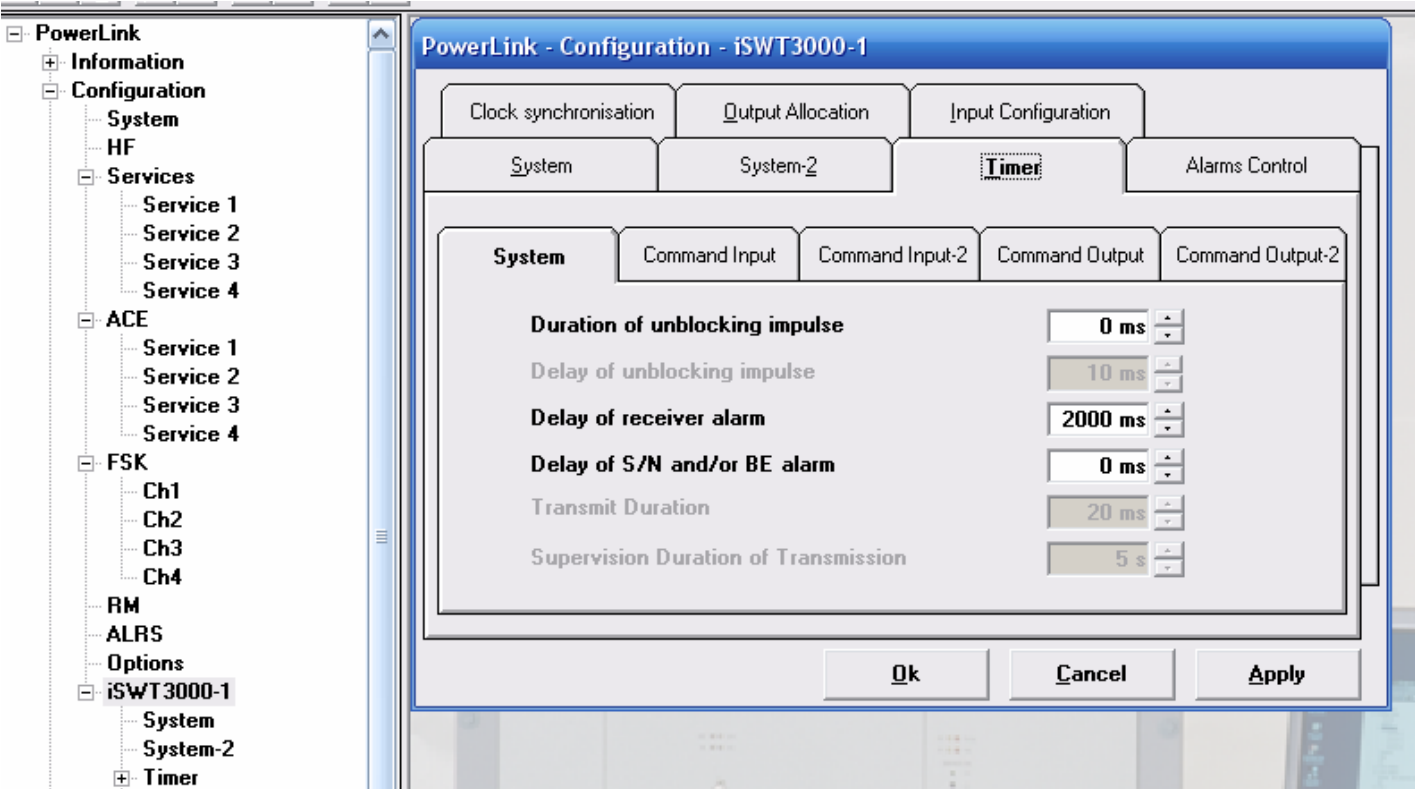 PowerLink
Information
Configuration
System
HF
Services
Service 1
Service 2
Service 3
Service 4
ACE
Service 1
Service 2
Service 3
Service 4
FSK
Ch1
Ch2
Ch3
Ch4
RM
ALRS
Options
iSWT3000-1
System
System-2
Timer
PowerLink - Configuration - iSWT3000-1
Clock synchronisation Output Allocation Input Configuration
System System-2 Timer Alarms Control
System Command Input Command Input-2 Command Output Command Output-2
Duration of unblocking impulse 0 ms
Delay of unblocking impulse 10 ms
Delay of receiver alarm 2000 ms
Delay of S/N and/or BE alarm 0 ms
Transmit Duration 20 ms
Supervision Duration of Transmission 5 s
Ok Cancel Apply